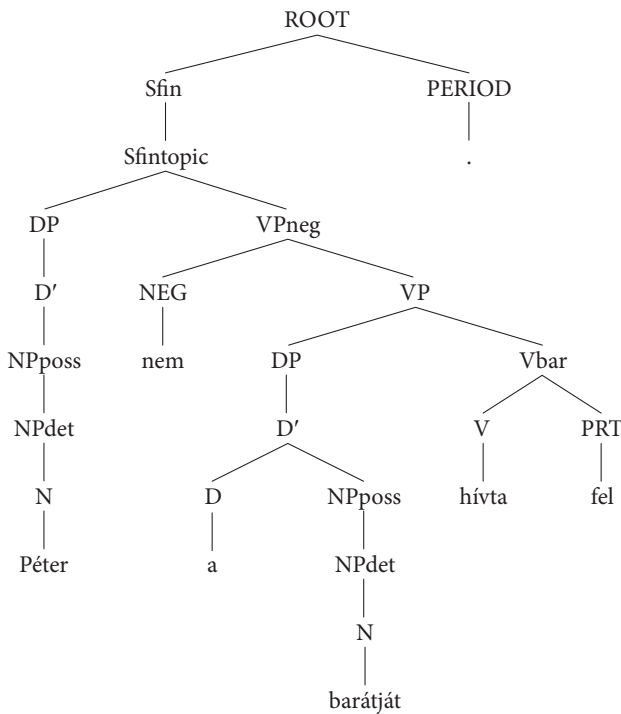 ROOT
Sfin PERIOD
Sfintopic .
DP VPneg
D′ NEG VP
NPposs nem DP Vbar
NPdet D′ V PRT
N D NPposs hívta fel
Péter a NPdet
N
barátját